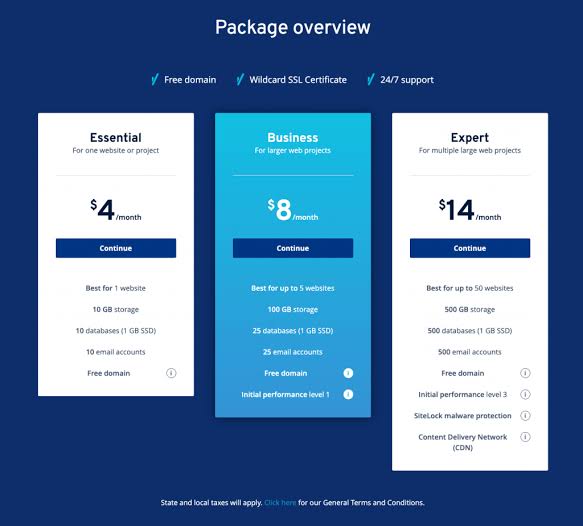 Package overview
Free domain
Wildcard SSL Certificate
24/7 support
Essential
For one website or project
$4/month
Continue
Best for 1 website
10 GB storage
10 databases (1 GB SSD)
10 email accounts
Free domain
Business
For larger web projects
$8/month
Continue
Best for up to 5 websites
100 GB storage
25 databases (1 GB SSD)
25 email accounts
Free domain
Initial performance level 1
Expert
For multiple large web projects
$14/month
Continue
Best for up to 50 websites
500 GB storage
500 databases (1 GB SSD)
500 email accounts
Free domain
Initial performance level 3
SiteLock malware protection
Content Delivery Network
(CDN)
State and local taxes will apply. Click here for our General Terms and Conditions.